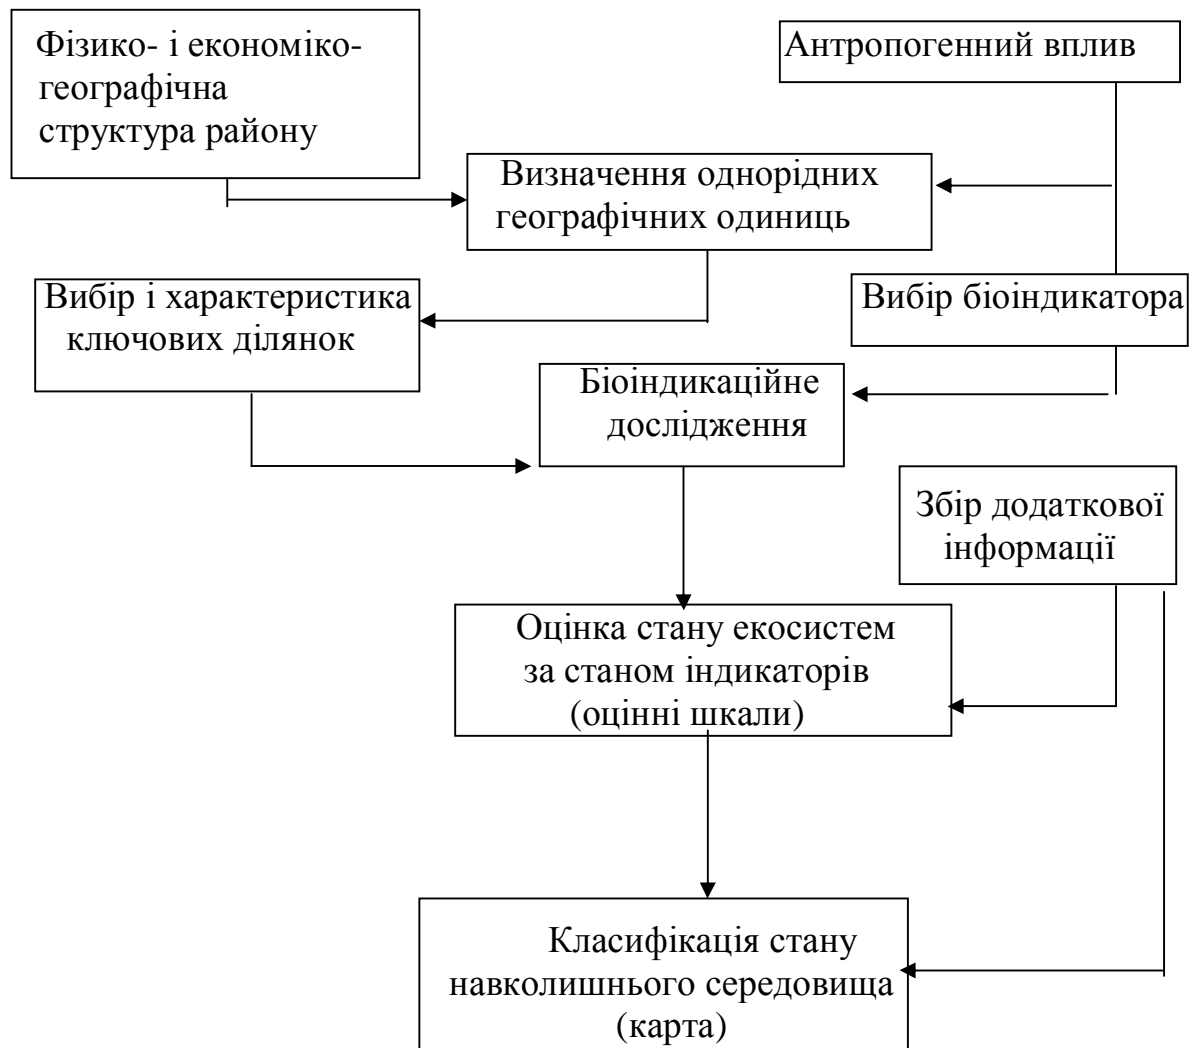 Фізико- і економіко-
географічна
структура району
Антропогенний вплив
Визначення однорідних
географічних одиниць
Вибір і характеристика
ключових ділянок
Вибір біоіндикатора
Біоіндикаційне
дослідження
Збір додаткової
інформації
Оцінка стану екосистем
за станом індикаторів
(оцінні шкали)
Класифікація стану
навколишнього середовища
(карта)